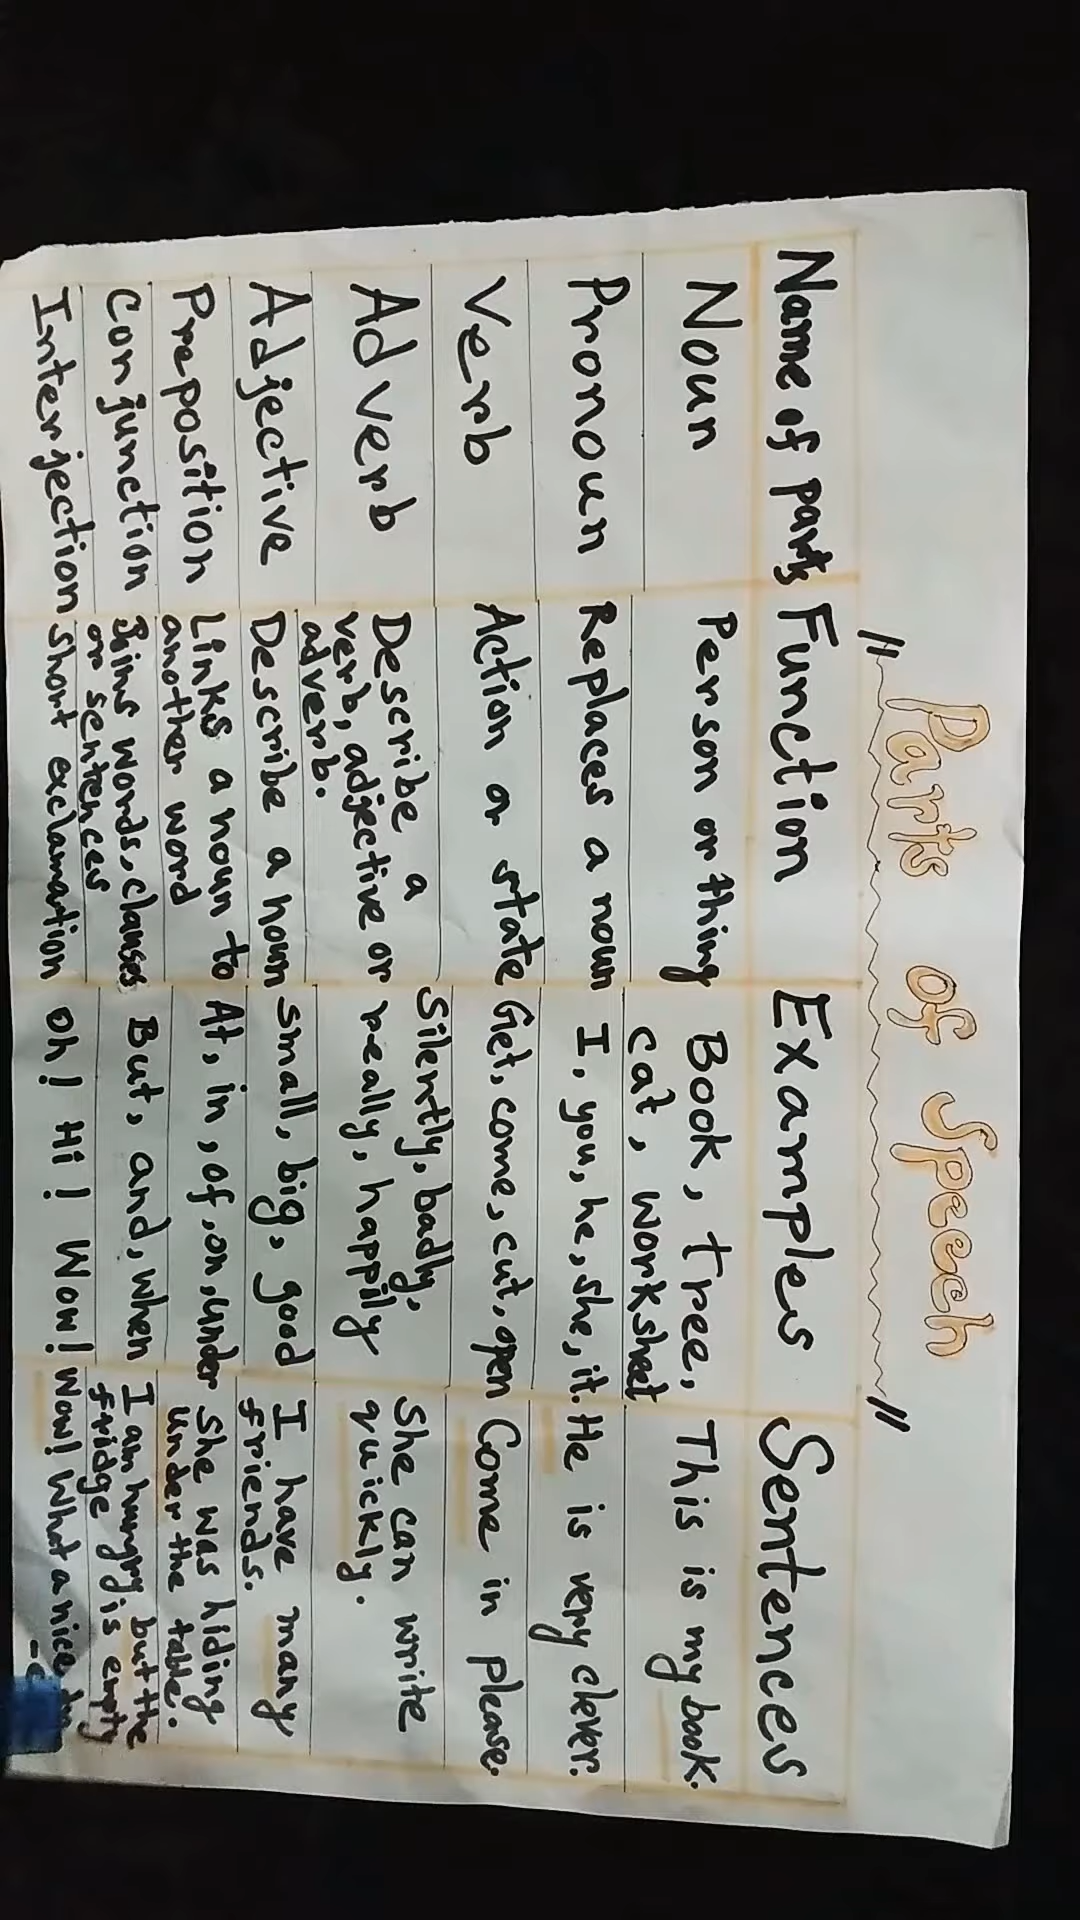 Parts of Speech
Name of parts Function Examples Sentences
Noun Person or thing Book, tree, cat, worksheet This is my book.
Pronoun Replaces a noun I, you, he, she, it. He is very clever.
Verb Action or state Get, come, cut, open Come in please.
Adverb Describe a verb, adjective or adverb. Silently, badly, really, happily She can write quickly.
Adjective Describe a noun small, big, good I have many friends.
Preposition Links a noun to another word At, in, of, on, under She was hiding under the table.
Conjunction Joins words, clauses or sentences But, and, when I am hungry but the fridge is empty
Interjection short exclamation oh! Hi! Wow! Wow! What a nice